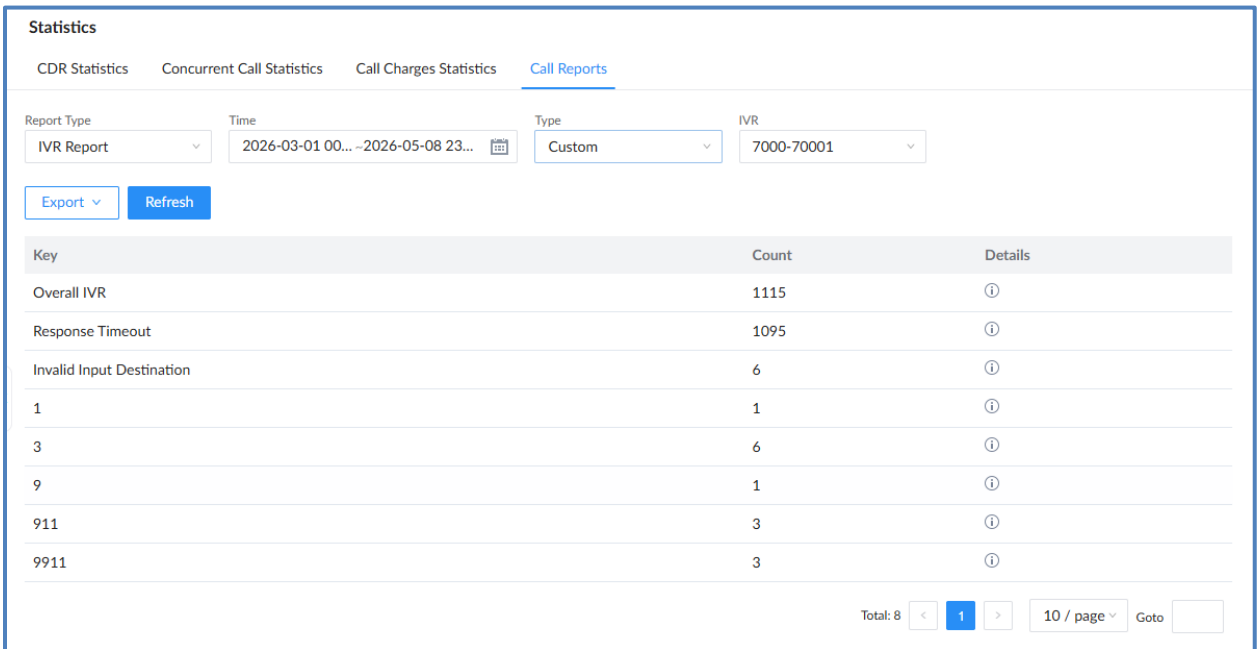 Statistics
CDR Statistics Concurrent Call Statistics Call Charges Statistics Call Reports
Report Type Time Type IVR
IVR Report 2026-03-01 00... ~2026-05-08 23... Custom 7000-70001
Export Refresh
Key Count Details
Overall IVR 1115
Response Timeout 1095
Invalid Input Destination 6
1 1
3 6
9 1
911 3
9911 3
Total: 8 < 1 > 10 / page Goto